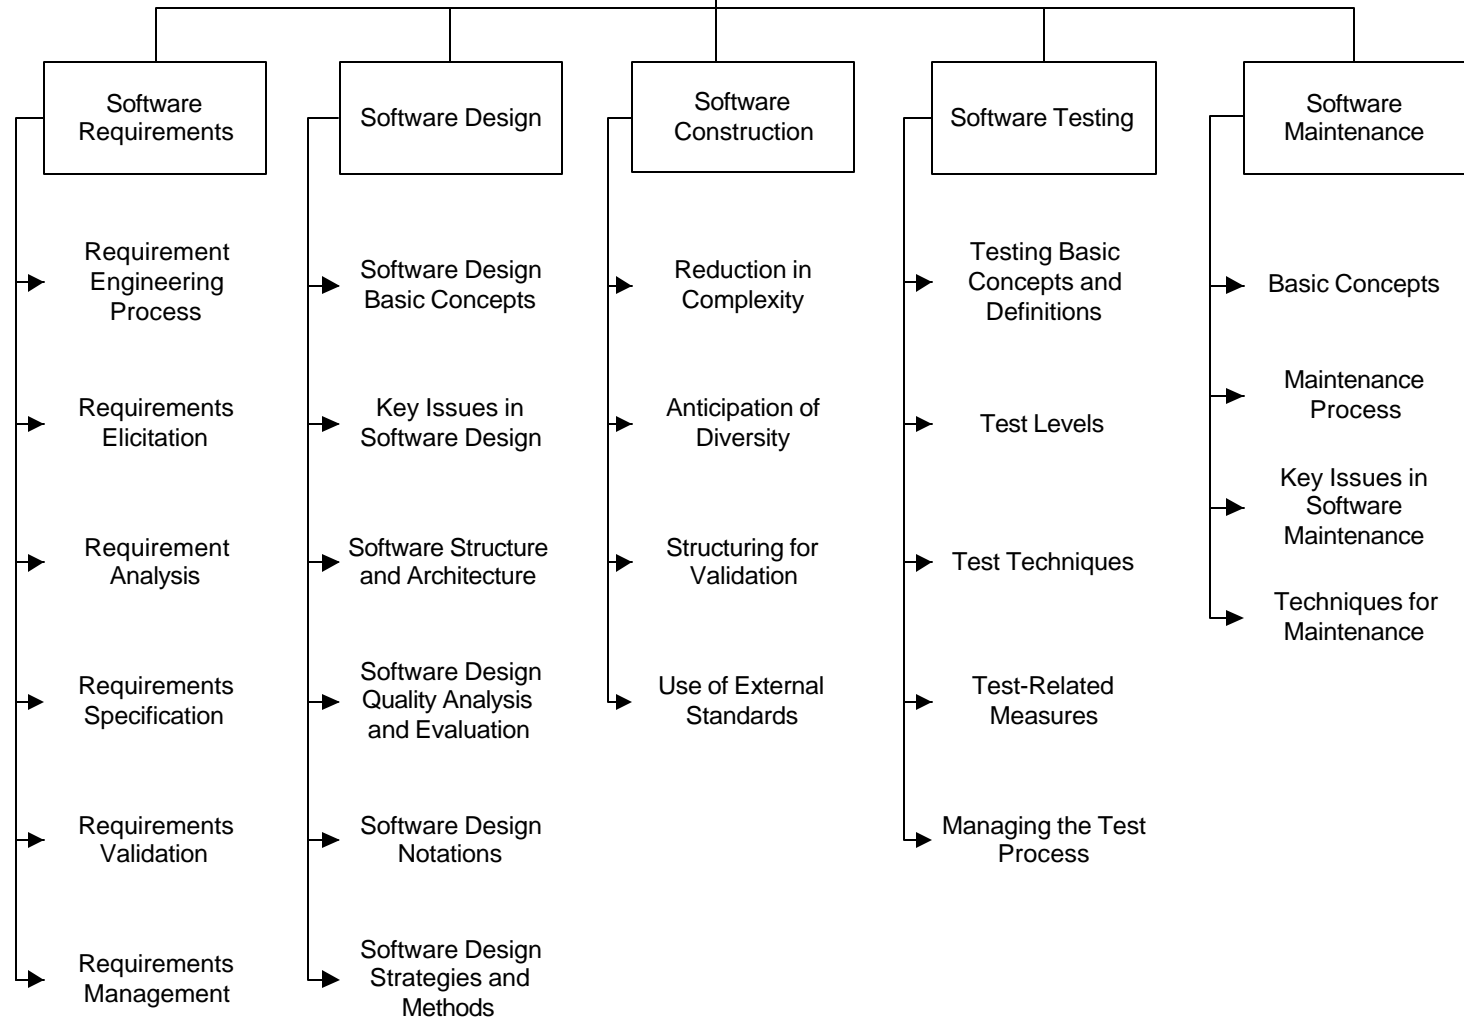 Software
Requirements
Requirement
Engineering
Process
Requirements
Elicitation
Requirement
Analysis
Requirements
Specification
Requirements
Validation
Requirements
Management
Software Design
Software Design
Basic Concepts
Key Issues in
Software Design
Software Structure
and Architecture
Software Design
Quality Analysis
and Evaluation
Software Design
Notations
Software Design
Strategies and
Methods
Software
Construction
Reduction in
Complexity
Anticipation of
Diversity
Structuring for
Validation
Use of External
Standards
Software Testing
Testing Basic
Concepts and
Definitions
Test Levels
Test Techniques
Test-Related
Measures
Managing the Test
Process
Software
Maintenance
Basic Concepts
Maintenance
Process
Key Issues in
Software
Maintenance
Techniques for
Maintenance